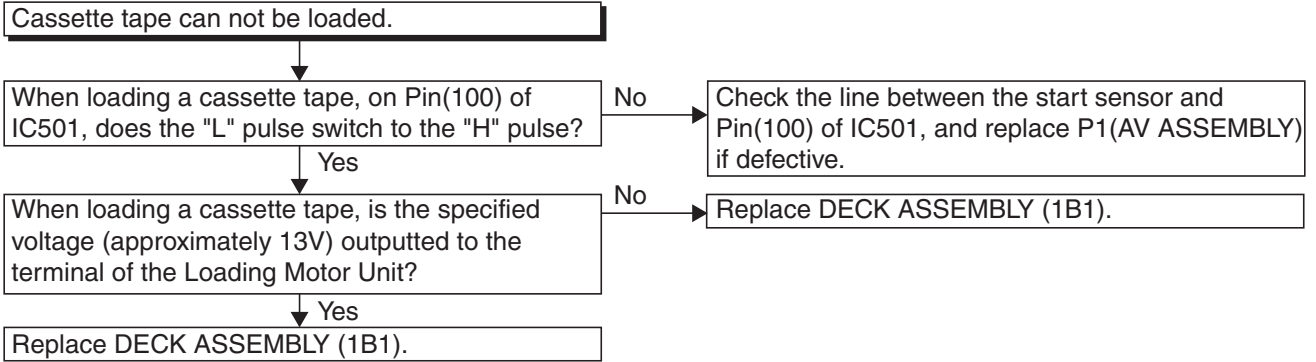 Cassette tape can not be loaded.
When loading a cassette tape, on Pin(100) of
IC501, does the "L" pulse switch to the "H" pulse?
No
Check the line between the start sensor and
Pin(100) of IC501, and replace P1(AV ASSEMBLY)
if defective.
Yes
When loading a cassette tape, is the specified
voltage (approximately 13V) outputted to the
terminal of the Loading Motor Unit?
No
Replace DECK ASSEMBLY (1B1).
Yes
Replace DECK ASSEMBLY (1B1).